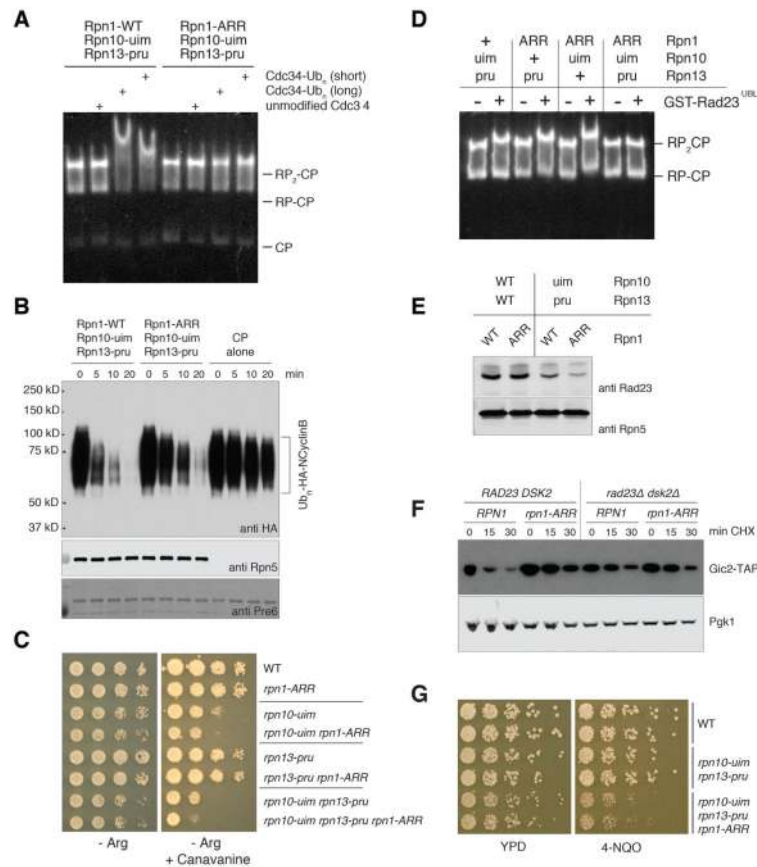 A
Rpn1-WT Rpn1-ARR
Rpn10-uim Rpn10-uim
Rpn13-pru Rpn13-pru
+ + Cdc34-Ubn (short)
+ + Cdc34-Ubn (long)
+ + unmodified Cdc3 4
RP2-CP
RP-CP
CP
B
Rpn1-WT Rpn1-ARR CP
Rpn10-uim Rpn10-uim alone
Rpn13-pru Rpn13-pru
0 5 10 20 0 5 10 20 0 5 10 20 min
250 kD
150 kD
100 kD
75 kD
50 kD
37 kD
Ubn-HA-NCyclinB
anti HA
anti Rpn5
anti Pre6
C
WT
rpn1-ARR
rpn10-uim
rpn10-uim rpn1-ARR
rpn13-pru
rpn13-pru rpn1-ARR
rpn10-uim rpn13-pru
rpn10-uim rpn13-pru rpn1-ARR
- Arg - Arg
+ Canavanine
D
+ ARR ARR ARR Rpn1
uim + uim uim Rpn10
pru pru + pru Rpn13
- + - + - + - + GST-Rad23UBL
RP2CP
RP-CP
E
WT uim Rpn10
WT pru Rpn13
WT ARR WT ARR Rpn1
anti Rad23
anti Rpn5
F
RAD23 DSK2 rad23Δ dsk2Δ
RPN1 rpn1-ARR RPN1 rpn1-ARR
0 15 30 0 15 30 0 15 30 0 15 30 min CHX
Gic2-TAP
Pgk1
G
WT
rpn10-uim
rpn13-pru
rpn10-uim
rpn13-pru
rpn1-ARR
YPD 4-NQO